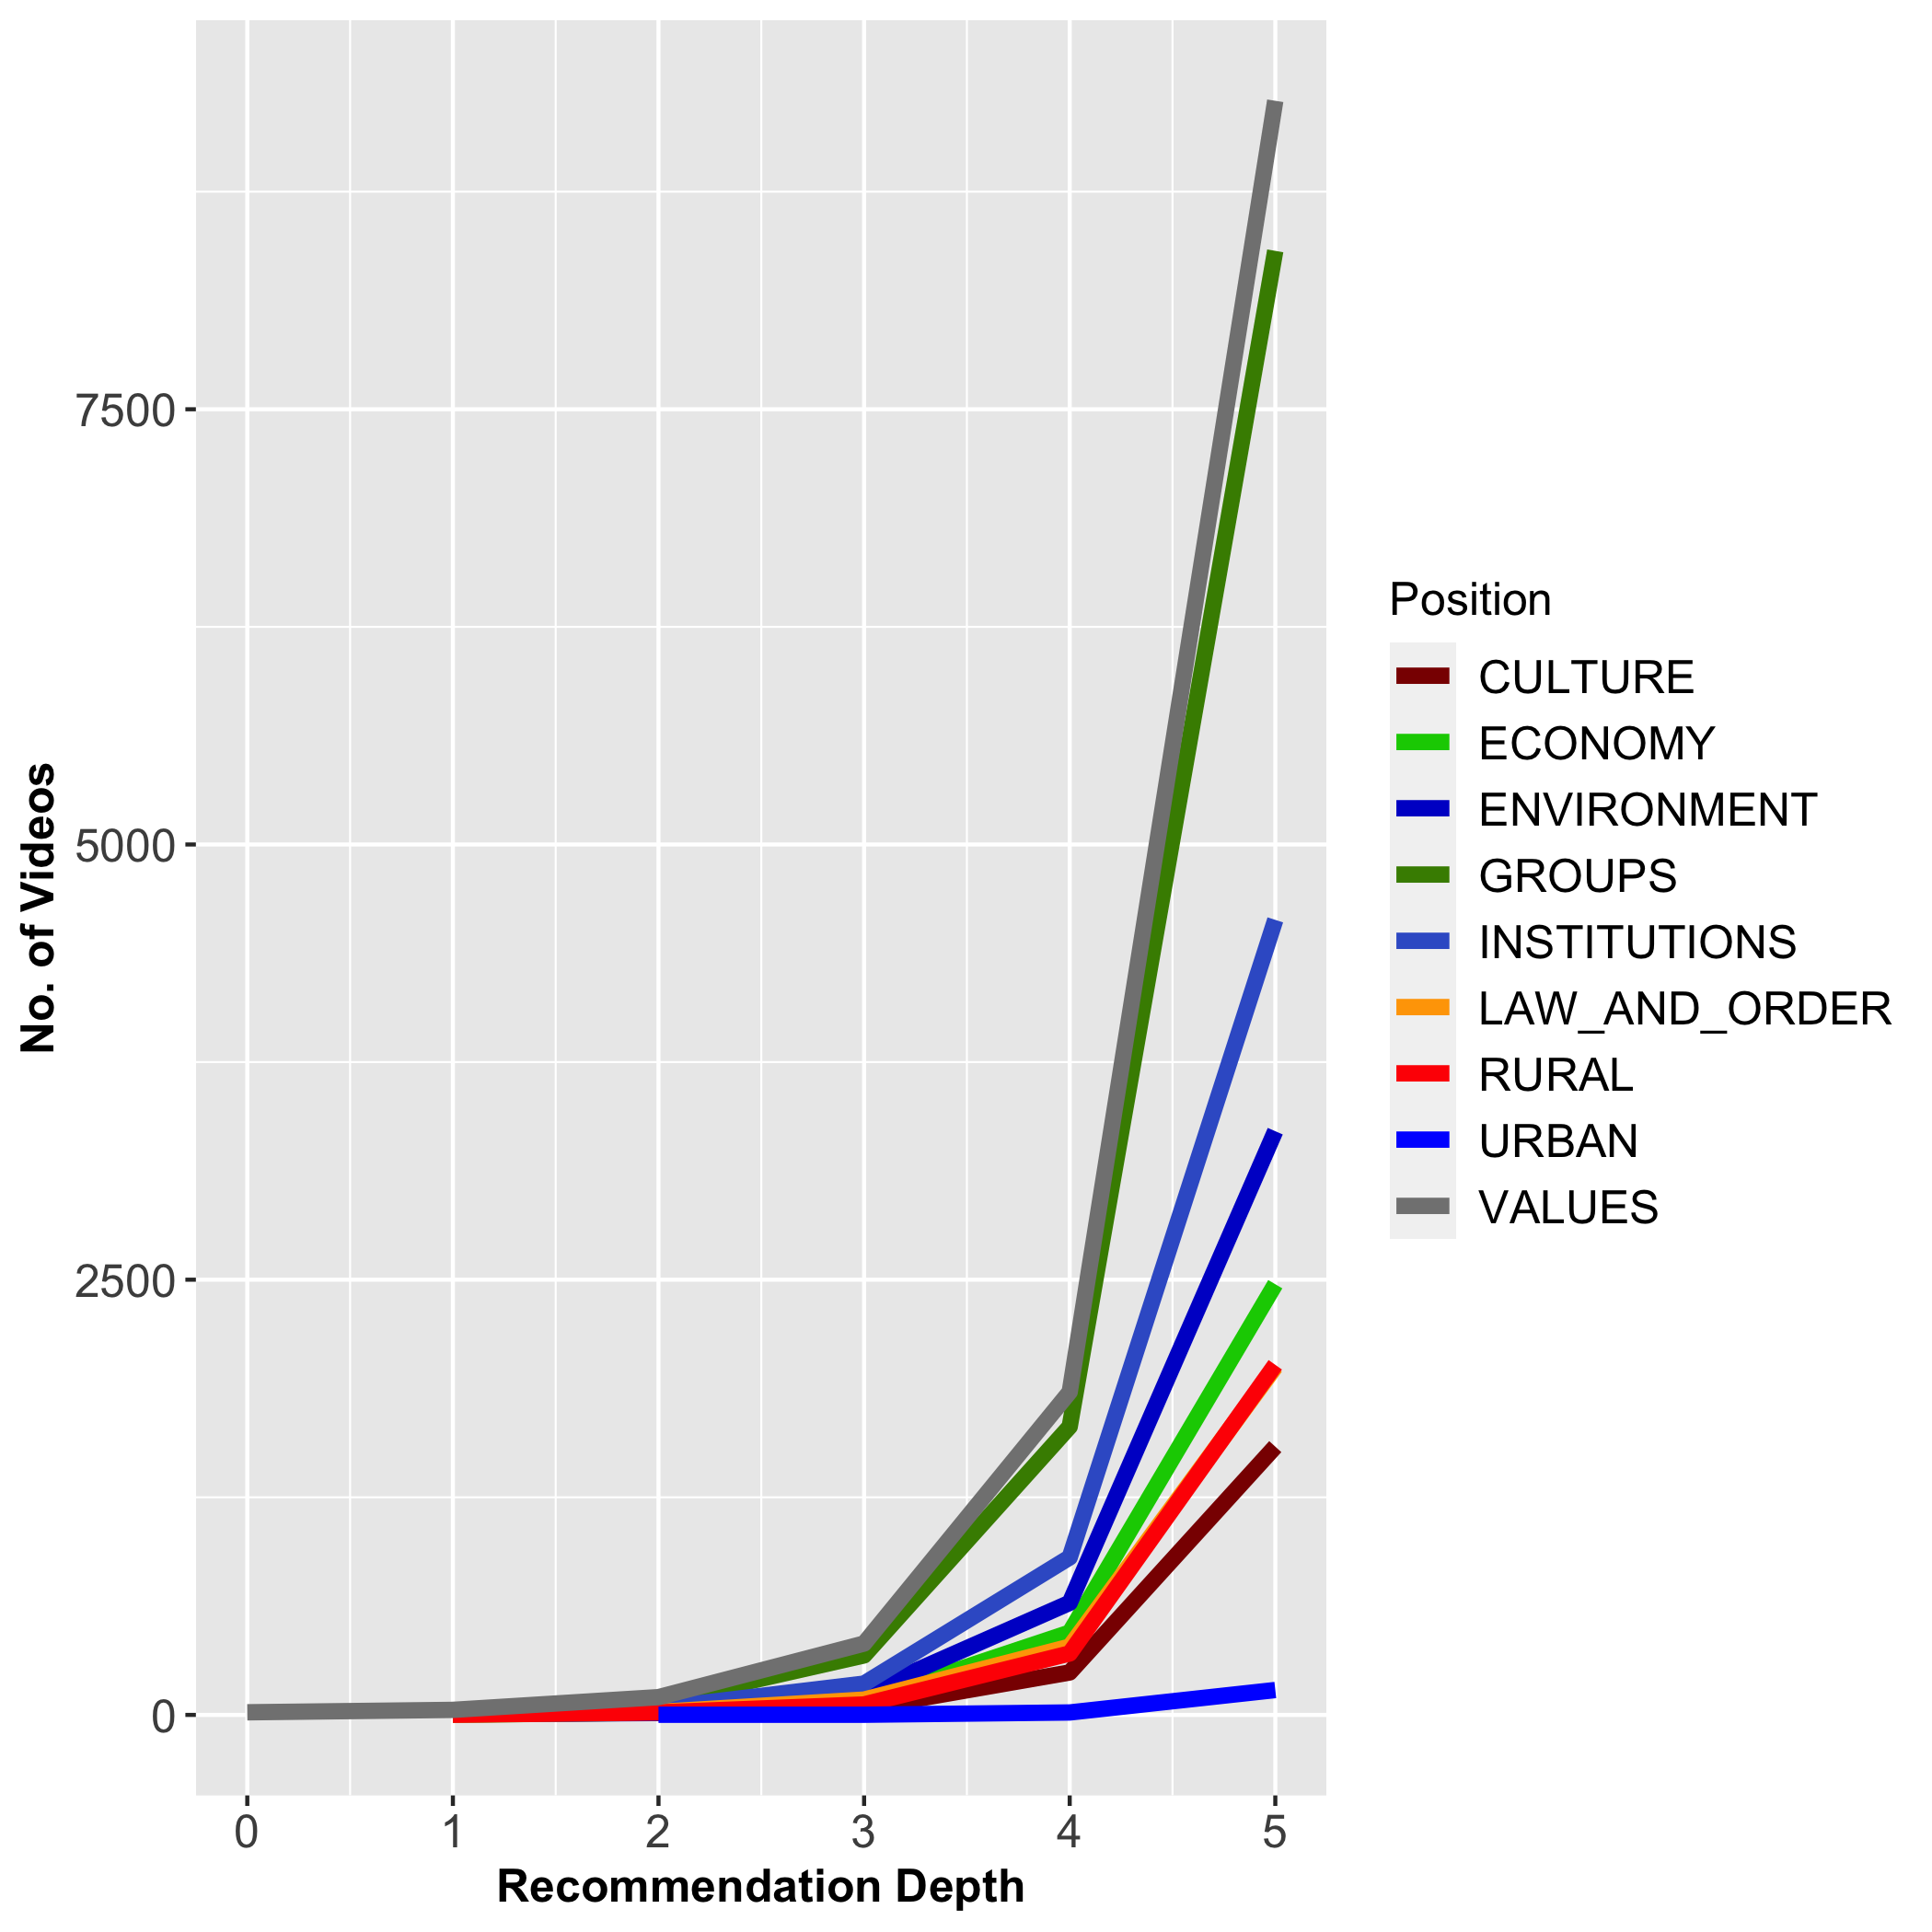 No. of Videos
7500
5000
2500
0
0 1 2 3 4 5
Recommendation Depth
Position
CULTURE
ECONOMY
ENVIRONMENT
GROUPS
INSTITUTIONS
LAW_AND_ORDER
RURAL
URBAN
VALUES